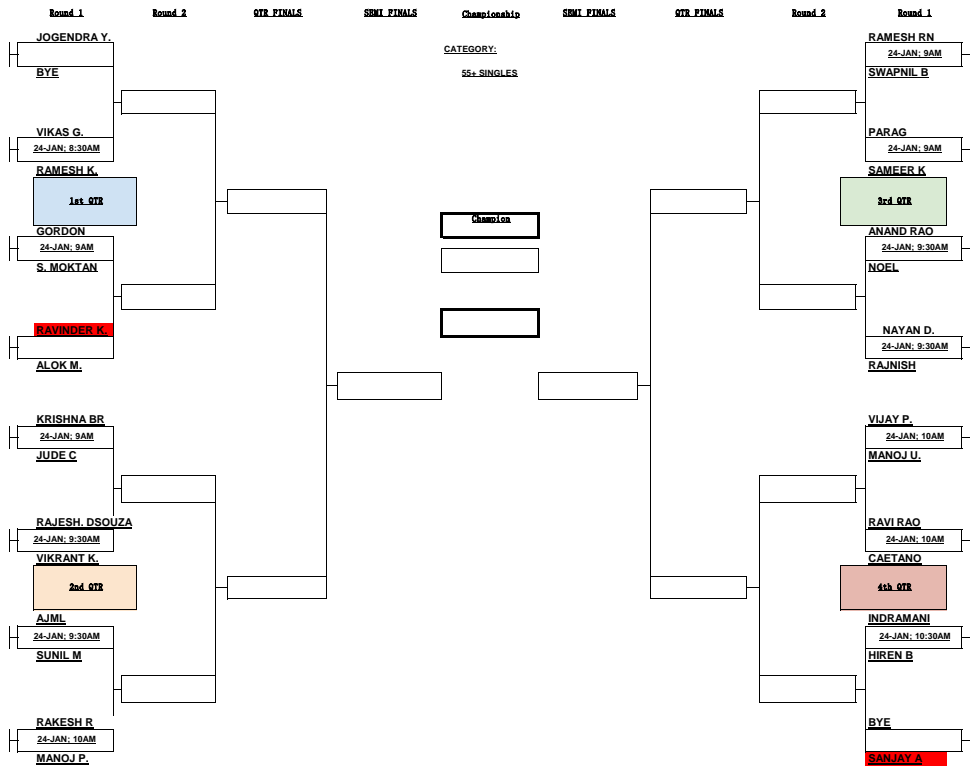 Round 1 Round 2 QTR FINALS SEMI FINALS Championship SEMI FINALS QTR FINALS Round 2 Round 1
CATEGORY:
55+ SINGLES
JOGENDRA Y.
BYE
VIKAS G.
24-JAN; 8:30AM
RAMESH K.
1st QTR
GORDON
24-JAN; 9AM
S. MOKTAN
RAVINDER K.
ALOK M.
KRISHNA BR
24-JAN; 9AM
JUDE C
RAJESH. DSOUZA
24-JAN; 9:30AM
VIKRANT K.
2nd QTR
AJML
24-JAN; 9:30AM
SUNIL M
RAKESH R
24-JAN; 10AM
MANOJ P.
Champion
RAMESH RN
24-JAN; 9AM
SWAPNIL B
PARAG
24-JAN; 9AM
SAMEER K
3rd QTR
ANAND RAO
24-JAN; 9:30AM
NOEL
NAYAN D.
24-JAN; 9:30AM
RAJNISH
VIJAY P.
24-JAN; 10AM
MANOJ U.
RAVI RAO
24-JAN; 10AM
CAETANO
4th QTR
INDRAMANI
24-JAN; 10:30AM
HIREN B
BYE
SANJAY A